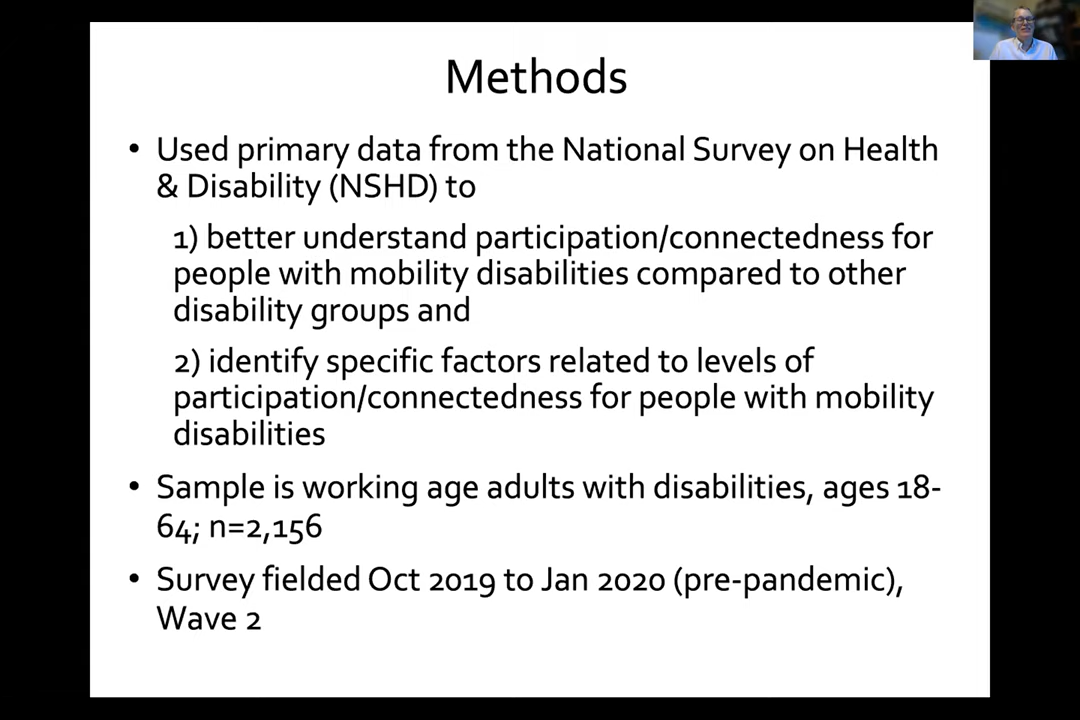 Methods
• Used primary data from the National Survey on Health
& Disability (NSHD) to
1) better understand participation/connectedness for
people with mobility disabilities compared to other
disability groups and
2) identify specific factors related to levels of
participation/connectedness for people with mobility
disabilities
• Sample is working age adults with disabilities, ages 18-
64; n=2,156
• Survey fielded Oct 2019 to Jan 2020 (pre-pandemic),
Wave 2